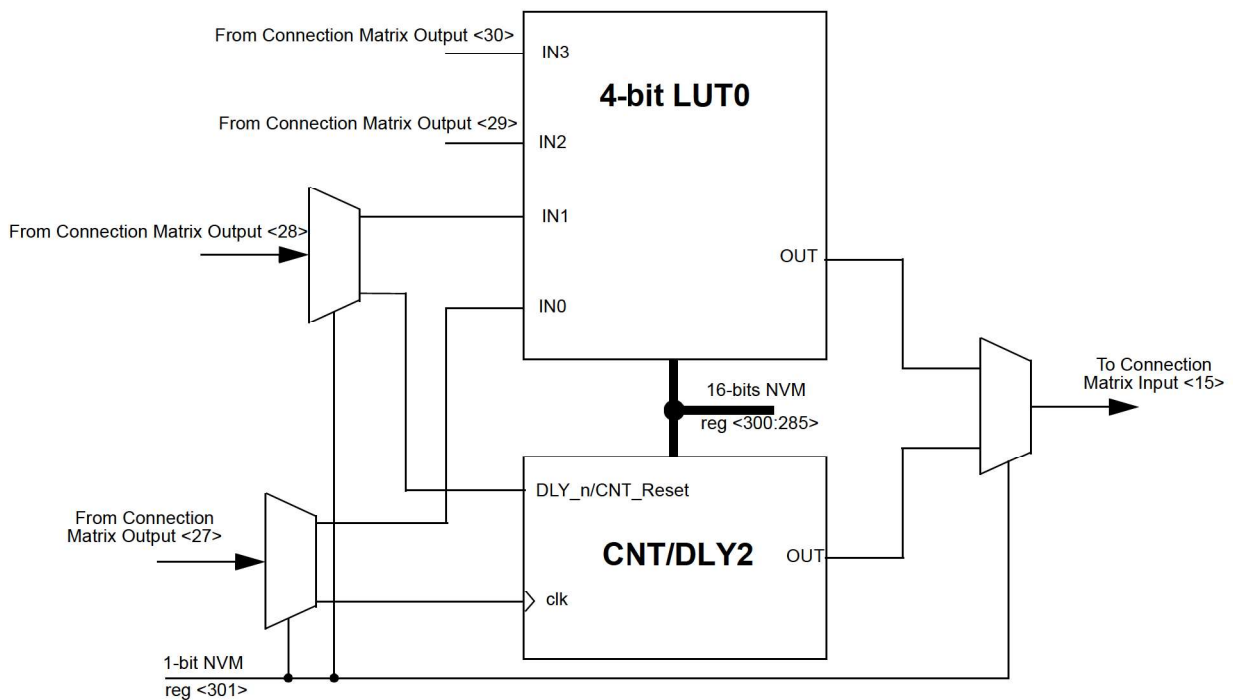 From Connection Matrix Output <30>
IN3
4-bit LUT0
From Connection Matrix Output <29>
IN2
From Connection Matrix Output <28>
IN1
OUT
IN0
To Connection
Matrix Input <15>
16-bits NVM
reg <300:285>
DLY_n/CNT_Reset
From Connection
Matrix Output <27>
CNT/DLY2
OUT
clk
1-bit NVM
reg <301>